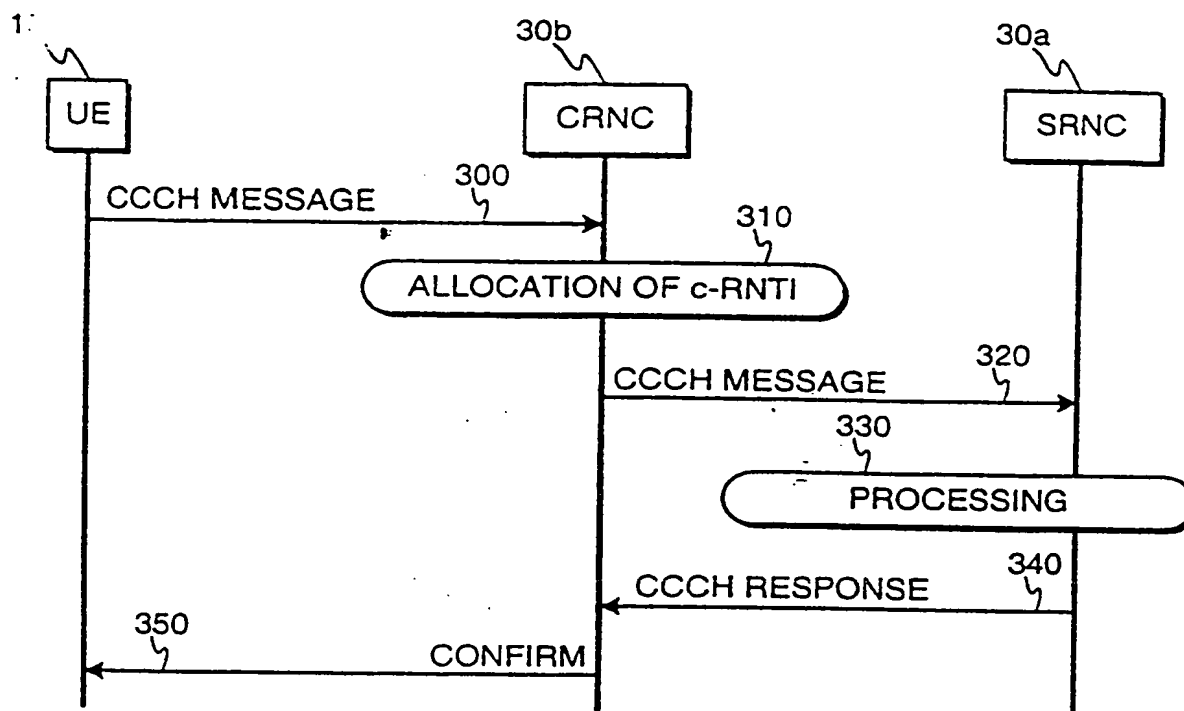 1
30b
30a
UE
CRNC
SRNC
CCCH MESSAGE
300
310
ALLOCATION OF c-RNTI
CCCH MESSAGE
320
330
PROCESSING
CCCH RESPONSE
340
350
CONFIRM